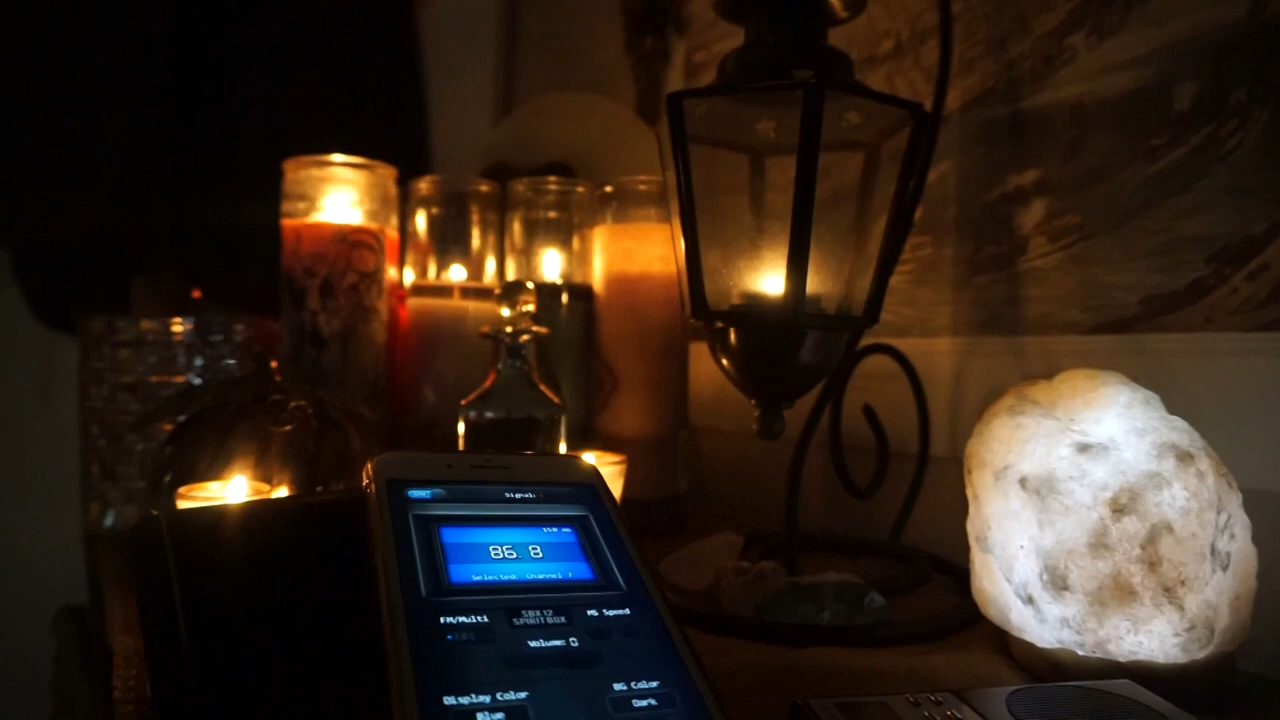 Signal:
150 ms
86.8
Selected: Channel 7
FM/Multi
SBX 12
SPIRIT BOX
MS Speed
Volume: 0
Display Color
Blue
BG Color
Dark